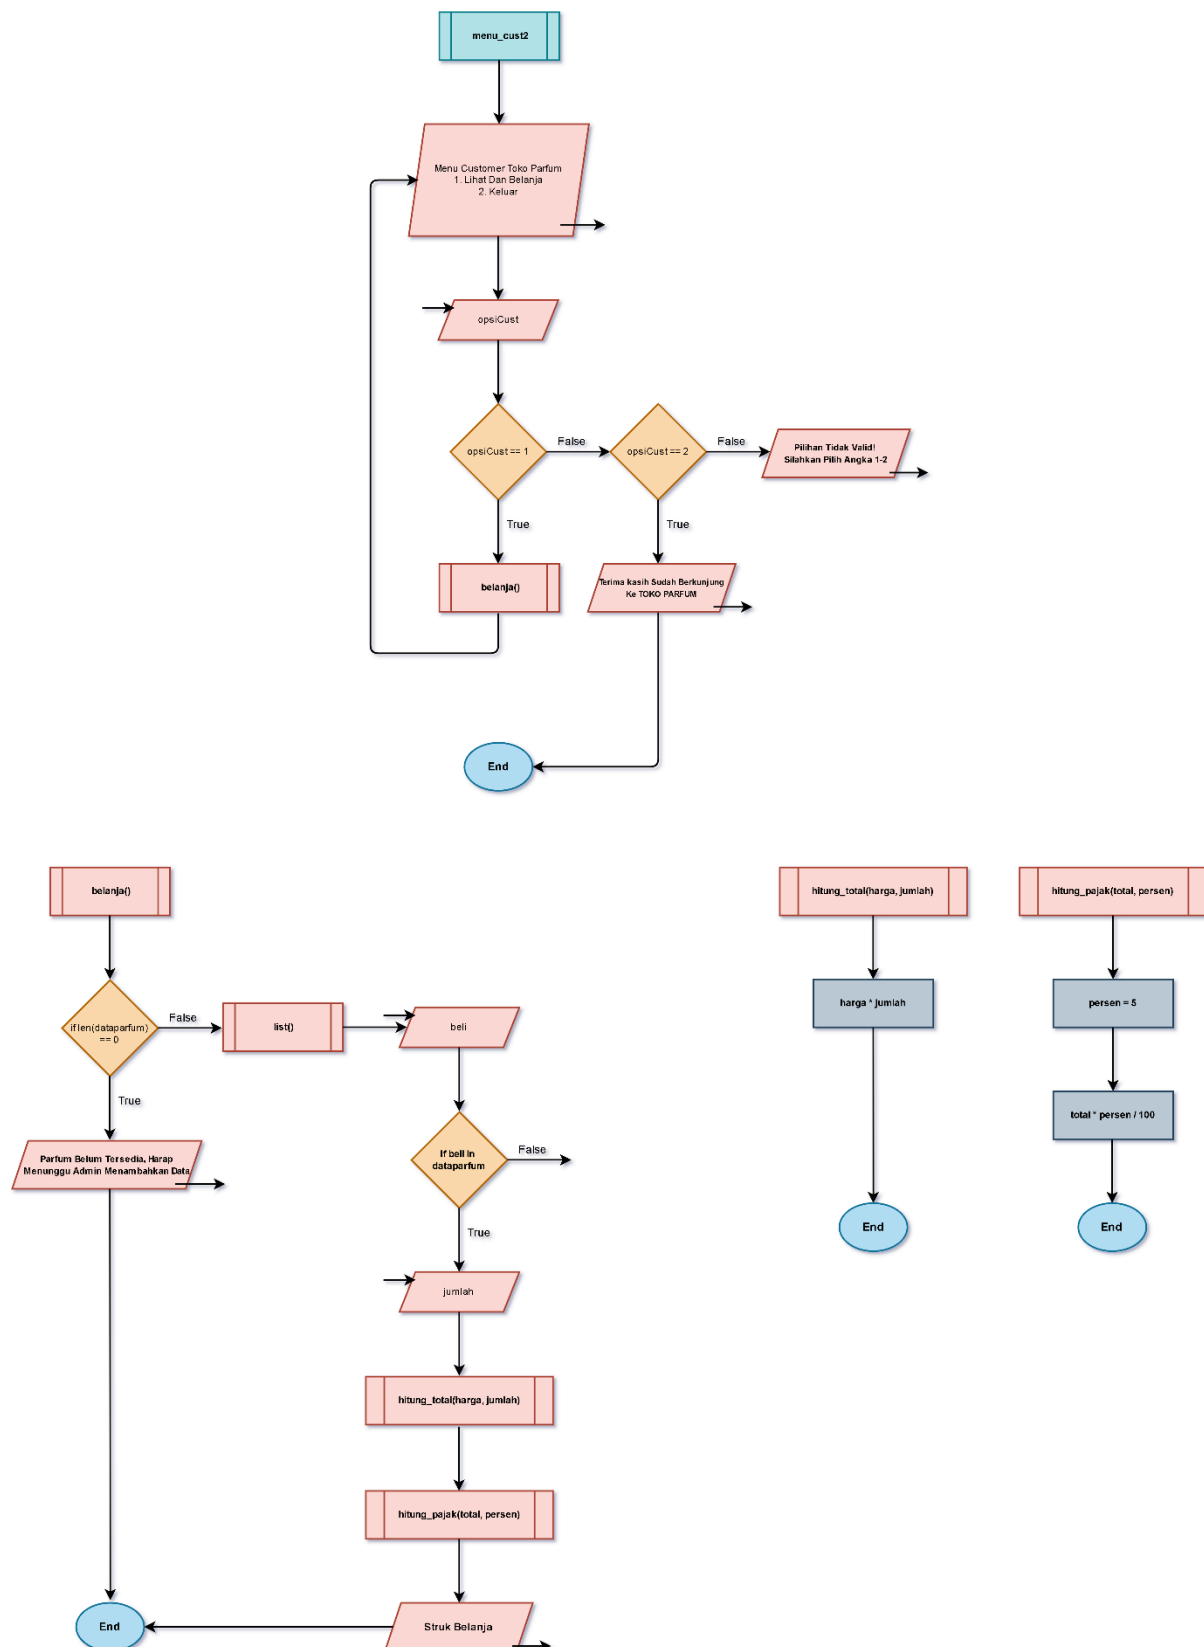 menu_cust2
Menu Customer Toko Parfum
1. Lihat Dan Belanja
2. Keluar
opsiCust
opsiCust == 1
False
opsiCust == 2
False
Pilihan Tidak Valid!
Silahkan Pilih Angka 1-2
True
True
belanja()
Terima kasih Sudah Berkunjung
Ke TOKO PARFUM
End
belanja()
if len(dataparfum)
== 0
False
list()
beli
True
Parfum Belum Tersedia, Harap
Menunggu Admin Menambahkan Data
If beli in
dataparfum
False
True
jumlah
hitung_total(harga, jumlah)
hitung_pajak(total, persen)
Struk Belanja
End
hitung_total(harga, jumlah)
harga * jumlah
End
hitung_pajak(total, persen)
persen = 5
total * persen / 100
End